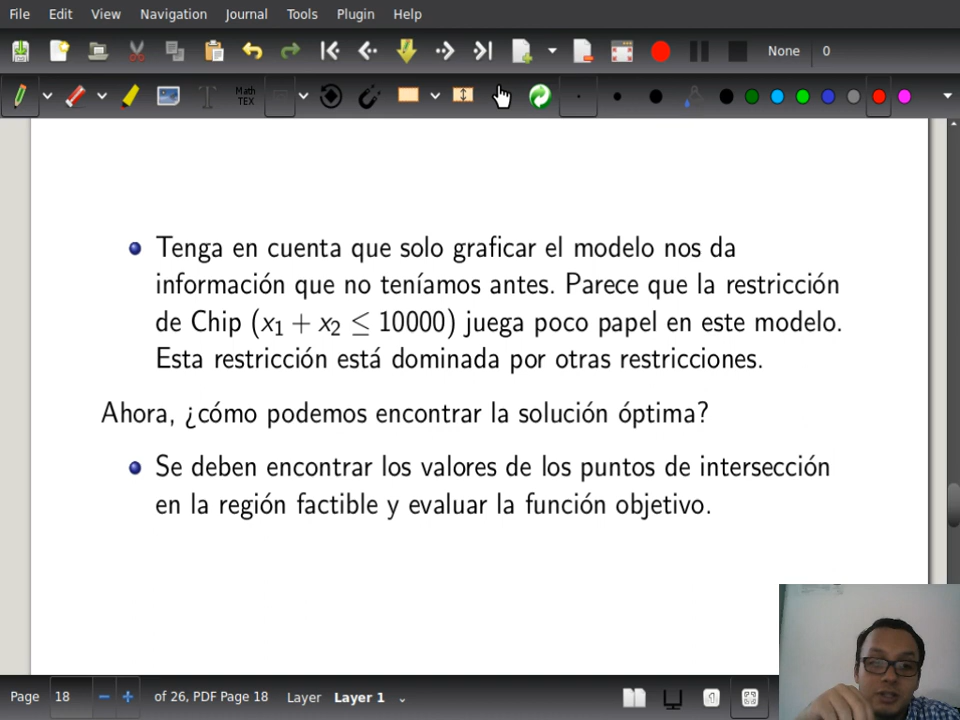 File Edit View Navigation Journal Tools Plugin Help
None 0
T Math TEX
Tenga en cuenta que solo graficar el modelo nos da
información que no teníamos antes. Parece que la restricción
de Chip (x₁ + x₂ ≤ 10000) juega poco papel en este modelo.
Esta restricción está dominada por otras restricciones.
Ahora, ¿cómo podemos encontrar la solución óptima?
Se deben encontrar los valores de los puntos de intersección
en la región factible y evaluar la función objetivo.
Page 18 of 26, PDF Page 18 Layer Layer 1